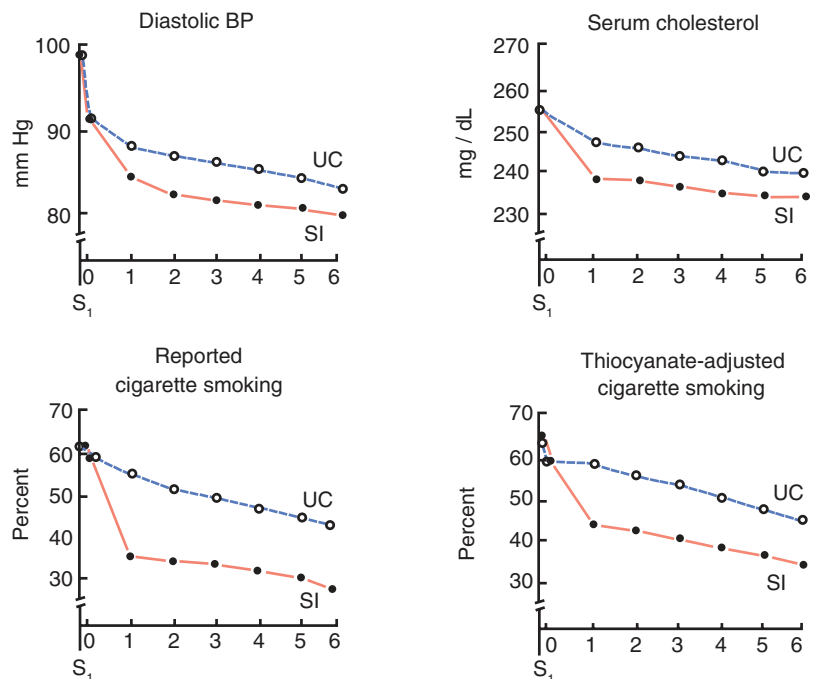 Diastolic BP
100
90
80
mm Hg
UC
SI
0 1 2 3 4 5 6
S1
Serum cholesterol
270
260
250
240
230
mg / dL
UC
SI
0 1 2 3 4 5 6
S1
Reported
cigarette smoking
70
60
50
40
30
Percent
UC
SI
0 1 2 3 4 5 6
S1
Thiocyanate-adjusted
cigarette smoking
70
60
50
40
30
Percent
UC
SI
0 1 2 3 4 5 6
S1